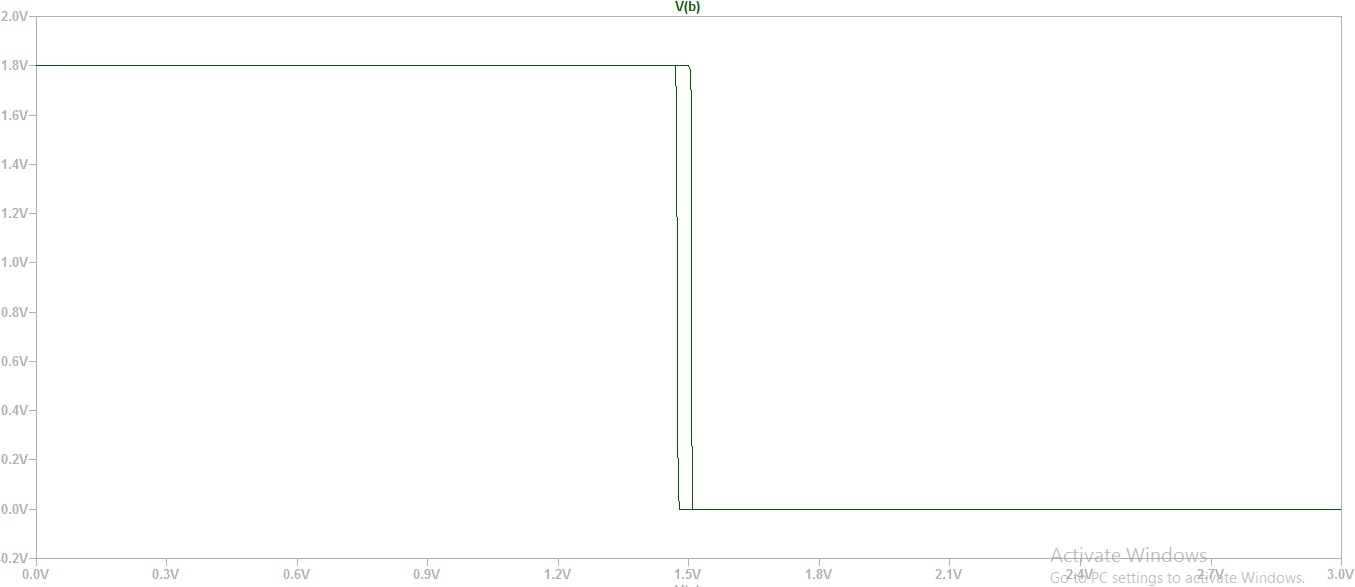 V(b)
2.0V
1.8V
1.6V
1.4V
1.2V
1.0V
0.8V
0.6V
0.4V
0.2V
0.0V
-0.2V
0.0V 0.3V 0.6V 0.9V 1.2V 1.5V 1.8V 2.1V 2.4V 2.7V 3.0V
Activate Windows
Go to PC settings to activate Windows.